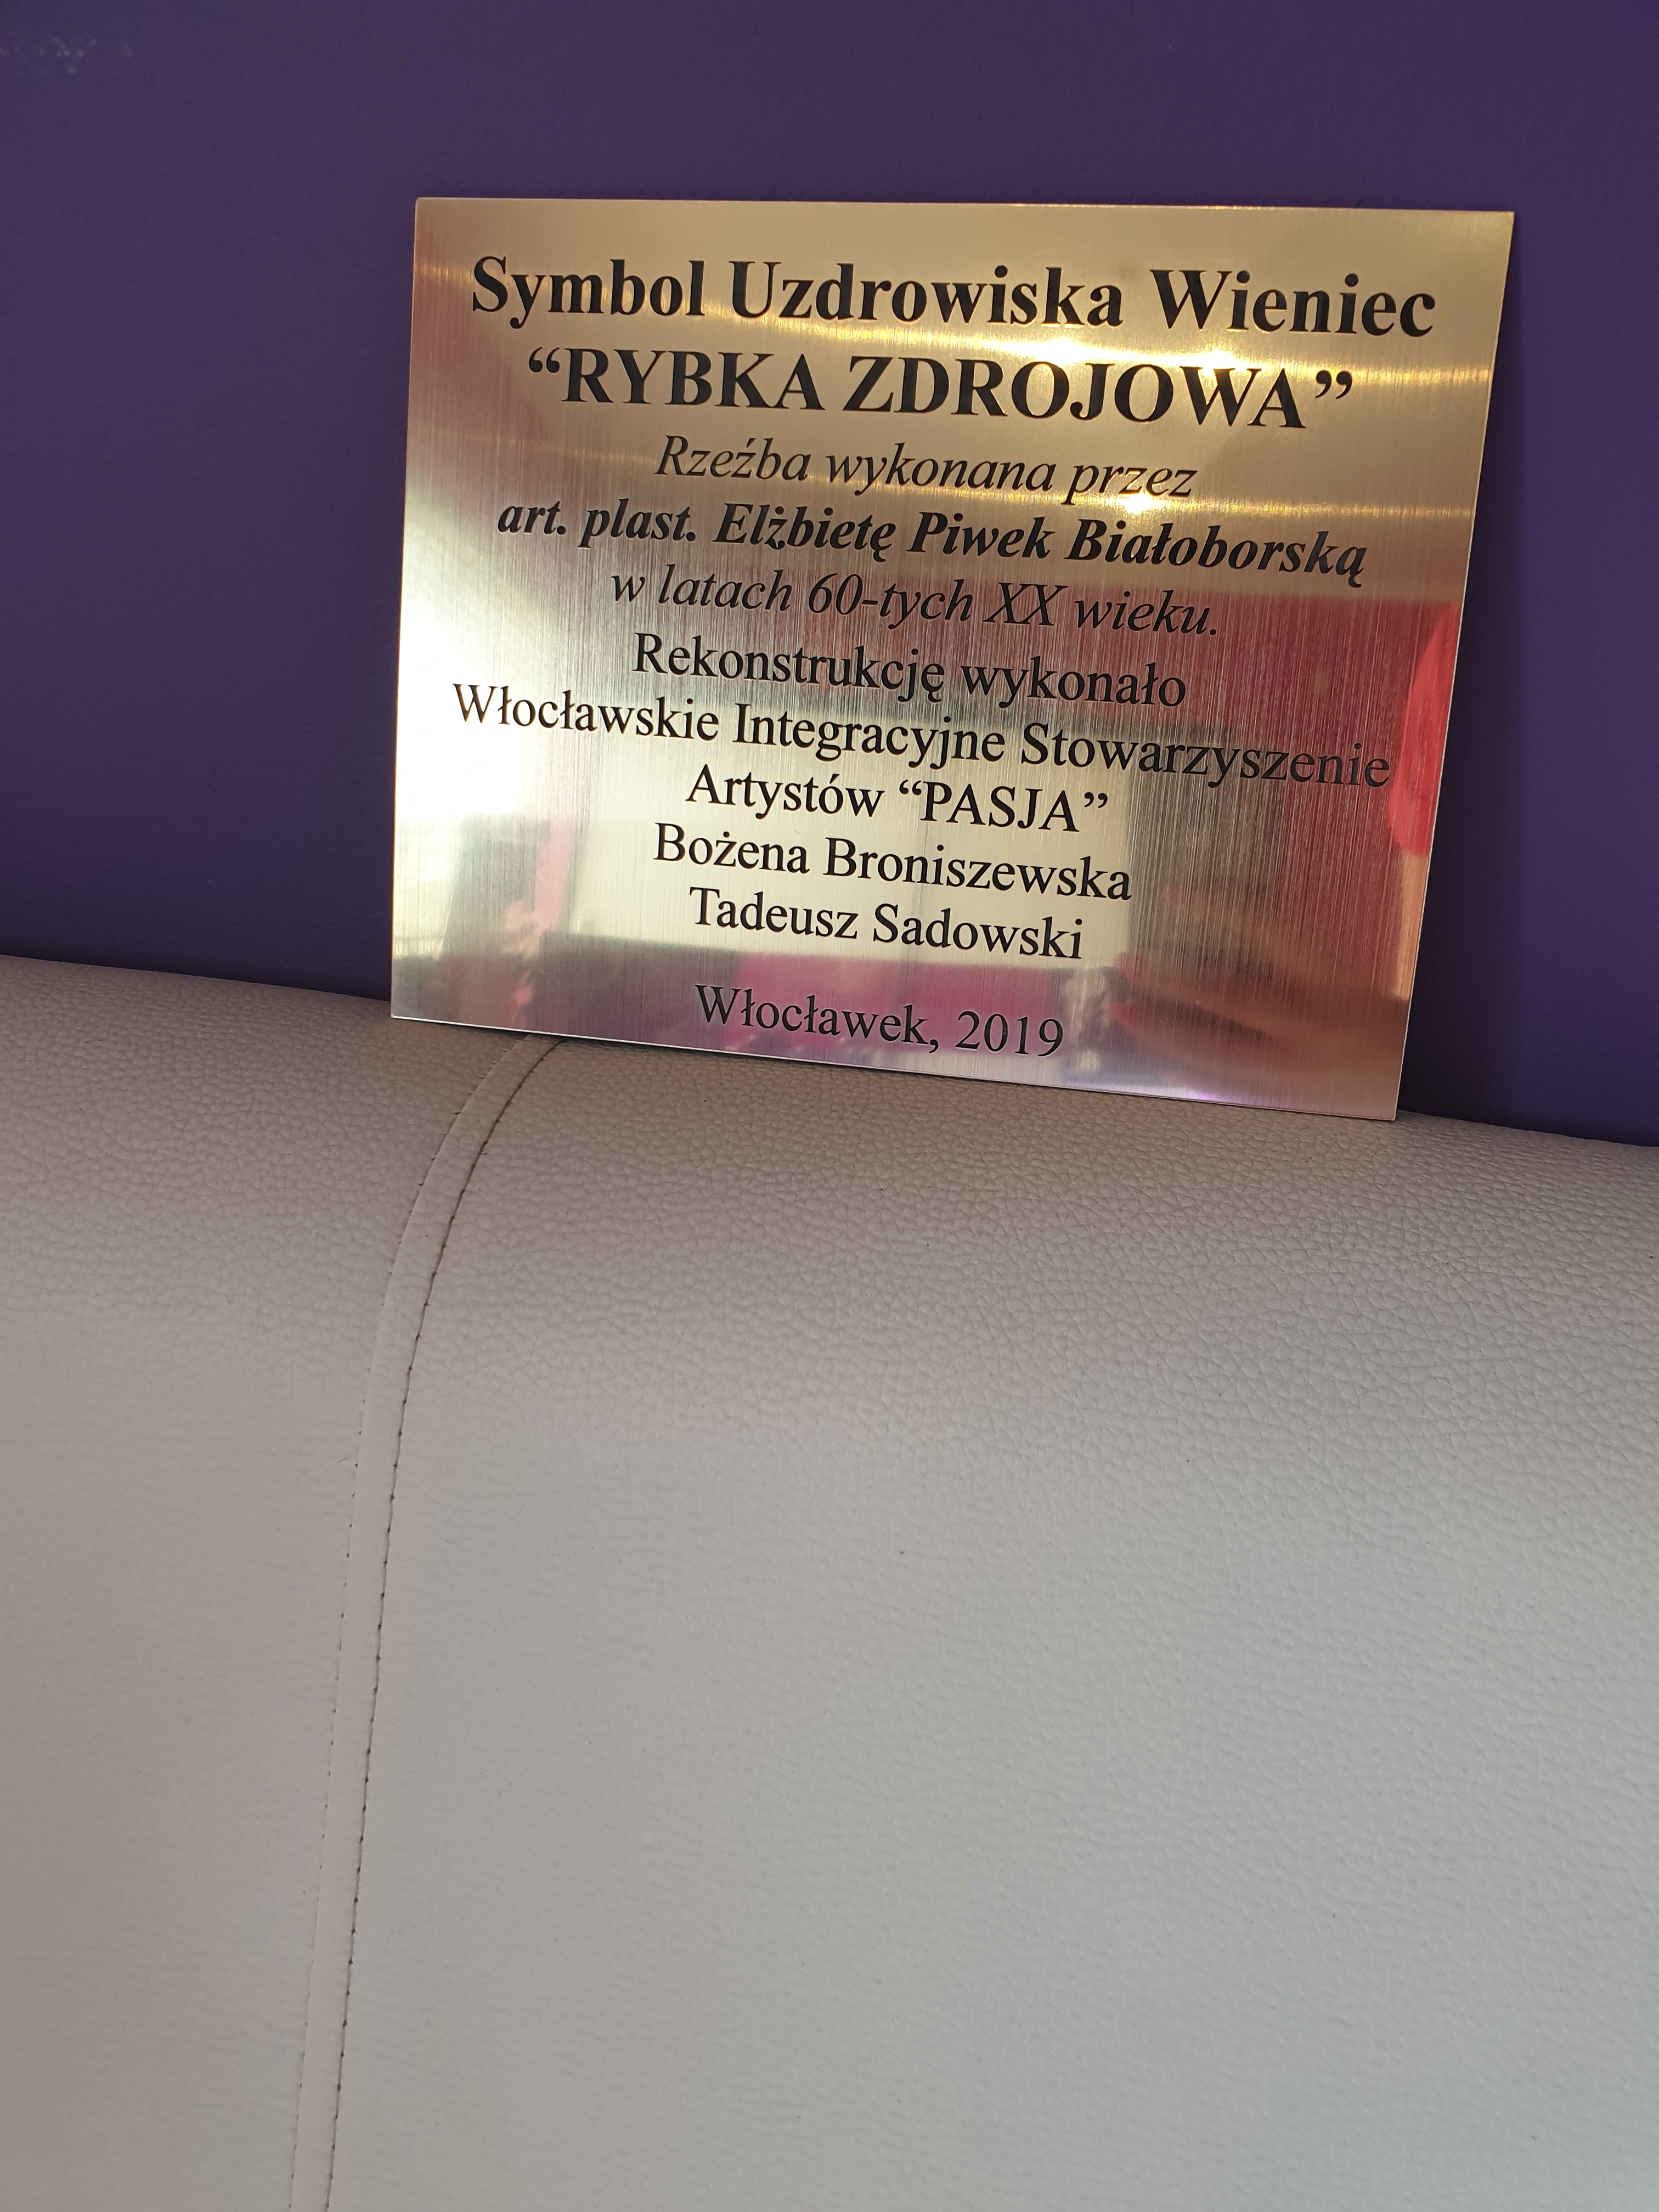 Symbol Uzdrowiska Wieniec
“RYBKA ZDROJOWA”
Rzeźba wykonana przez
art. plast. Elżbietę Piwek Białoborską
w latach 60-tych XX wieku.
Rekonstrukcję wykonało
Włocławskie Integracyjne Stowarzyszenie
Artystów “PASJA”
Bożena Broniszewska
Tadeusz Sadowski
Włocławek, 2019